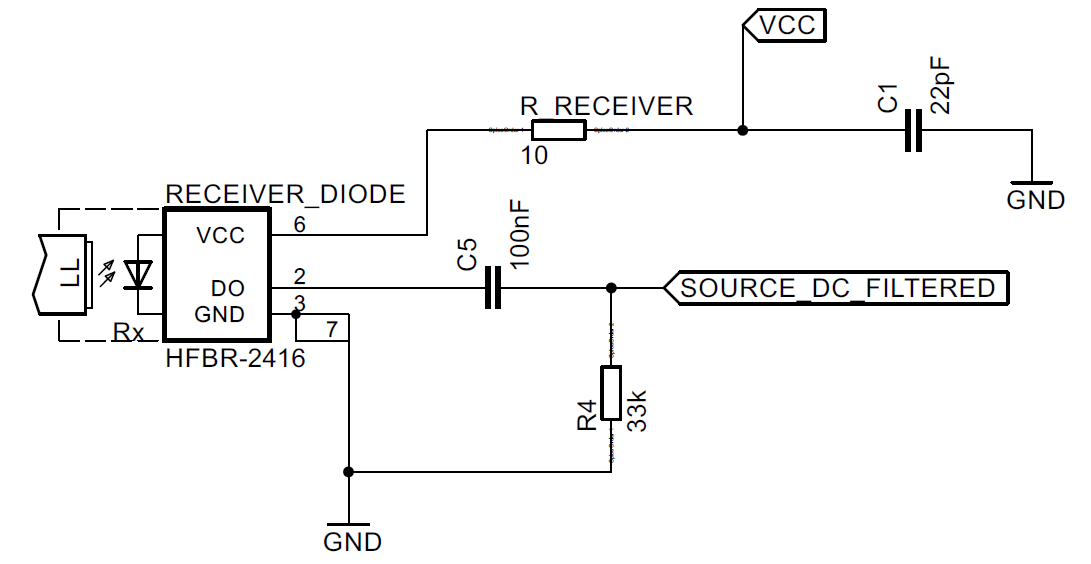 VCC
C1
22pF
GND
R_RECEIVER
10
RECEIVER_DIODE
VCC
6
DO
2
GND
3
7
LL
Rx
HFBR-2416
C5
100nF
SOURCE_DC_FILTERED
R4
33k
GND